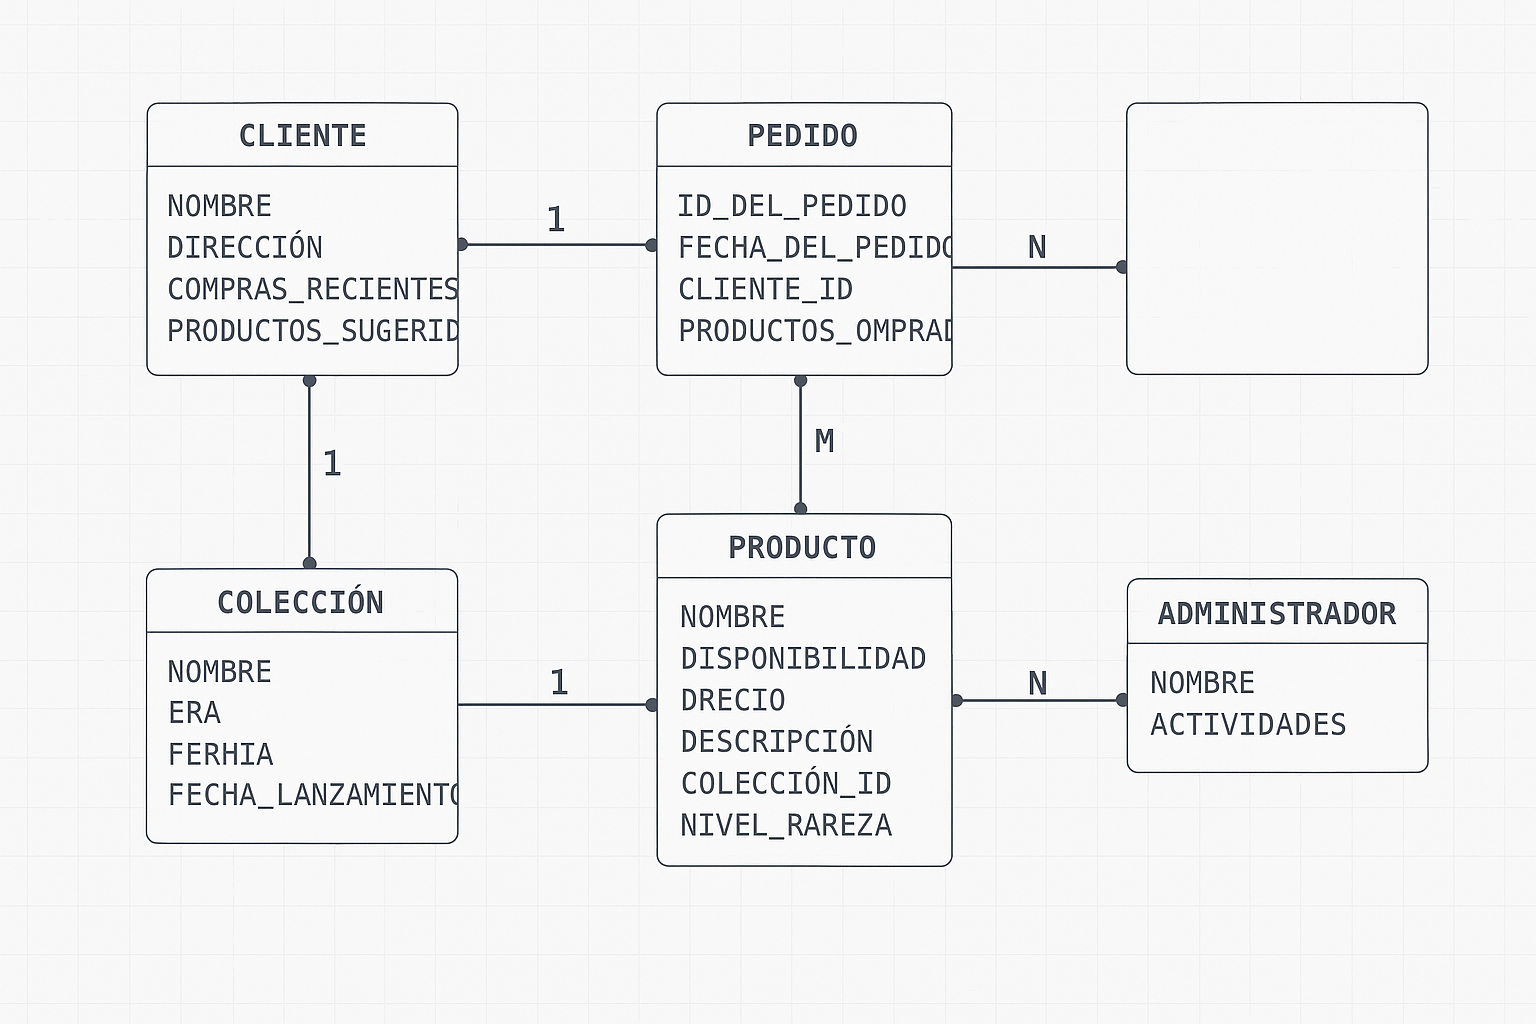 CLIENTE
NOMBRE
DIRECCIÓN
COMPRAS_RECIENTES
PRODUCTOS_SUGERID
1
PEDIDO
ID_DEL_PEDIDO
FECHA_DEL_PEDIDO
CLIENTE_ID
PRODUCTOS_OMPRAD
N
1
M
COLECCIÓN
NOMBRE
ERA
FERHIA
FECHA_LANZAMIENTO
1
PRODUCTO
NOMBRE
DISPONIBILIDAD
DRECIO
DESCRIPCIÓN
COLECCIÓN_ID
NIVEL_RAREZA
N
ADMINISTRADOR
NOMBRE
ACTIVIDADES